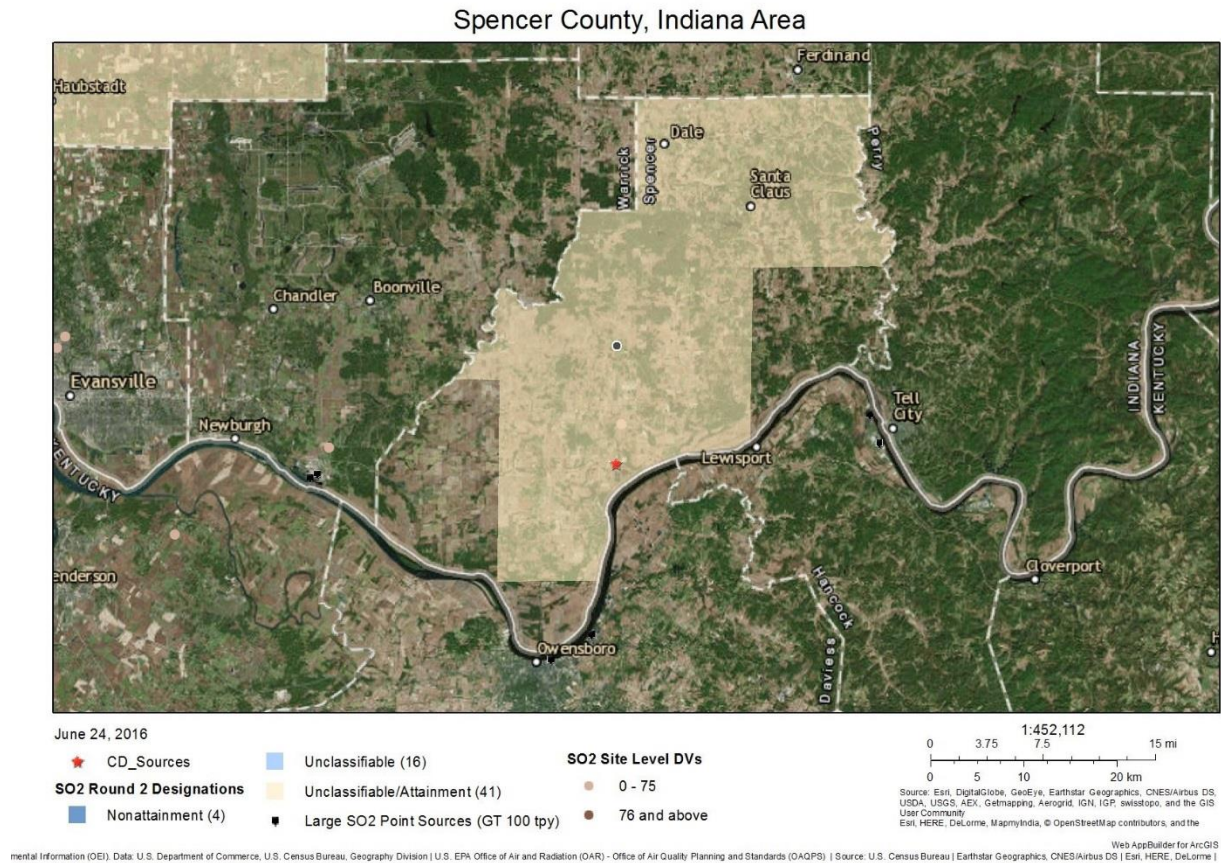 Spencer County, Indiana Area
Ferdinand
Haubstadt
Dale
Perry
Warrick
Spencer
Santa
Claus
Chandler
Boonville
INDIANA
KENTUCKY
Evansville
Tell
City
Newburgh
Lewisport
KENTUCKY
enderson
Cloverport
Hancock
Owensboro
Daviess
H
June 24, 2016
CD_Sources
SO2 Round 2 Designations
Nonattainment (4)
Unclassifiable (16)
Unclassifiable/Attainment (41)
Large SO2 Point Sources (GT 100 tpy)
SO2 Site Level DVs
0 - 75
76 and above
1:452,112
0 3.75 7.5 15 mi
0 5 10 20 km
Source: Esri, DigitalGlobe, GeoEye, Earthstar Geographics, CNES/Airbus DS,
USDA, USGS, AEX, Getmapping, Aerogrid, IGN, IGP, swisstopo, and the GIS
User Community
Esri, HERE, DeLorme, MapmyIndia, © OpenStreetMap contributors, and the
Web AppBuilder for ArcGIS
mental Information (OEI). Data: U.S. Department of Commerce, U.S. Census Bureau, Geography Division | U.S. EPA Office of Air and Radiation (OAR) - Office of Air Quality Planning and Standards (OAQPS) | Source: U.S. Census Bureau | Earthstar Geographics, CNES/Airbus DS | Esri, HERE, DeLorme |